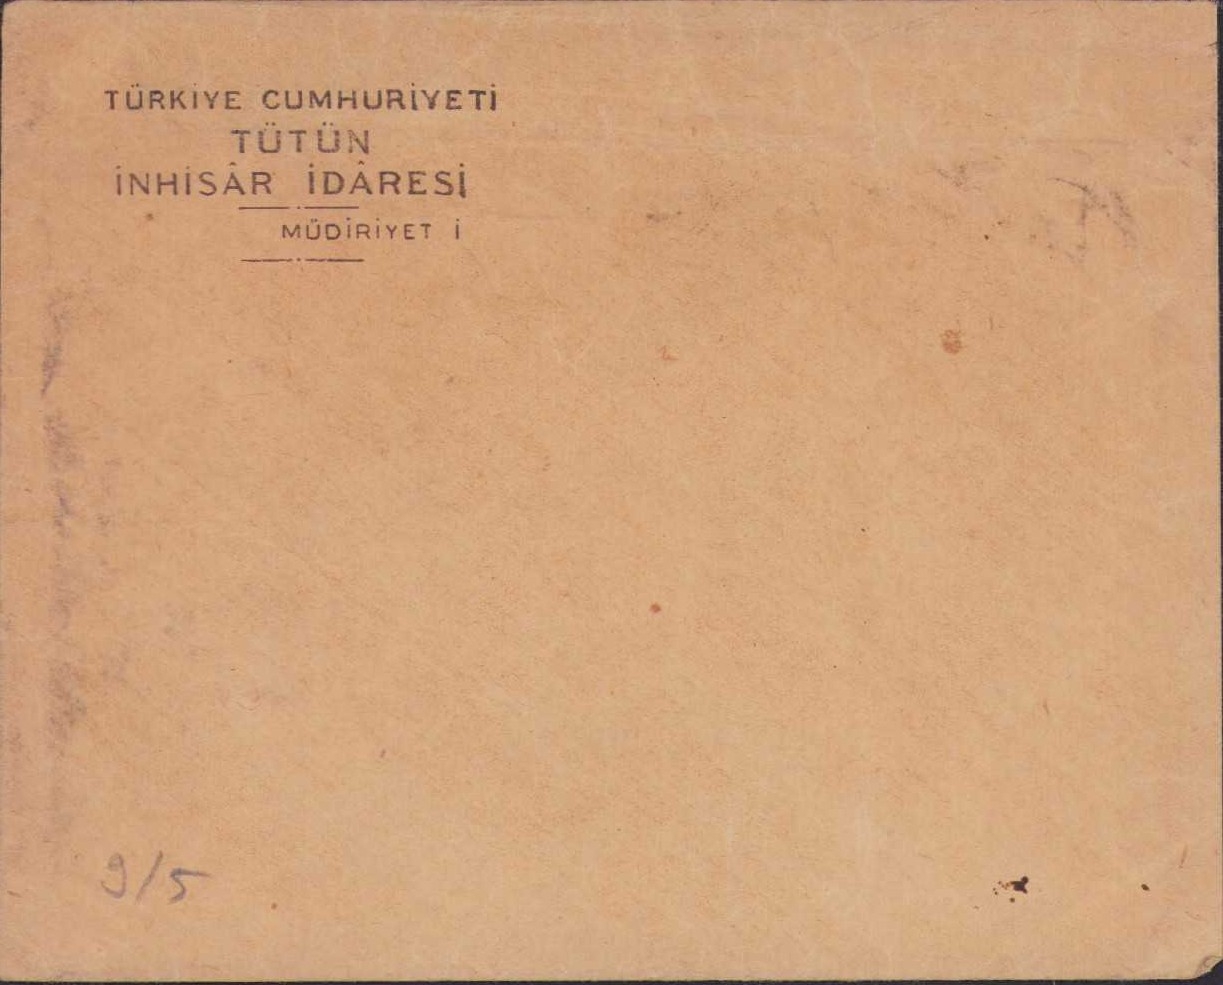 TÜRKİYE CUMHURİYETİ
TÜTÜN
İNHİSÂR İDÂRESİ
MÜDİRİYET İ
9/5